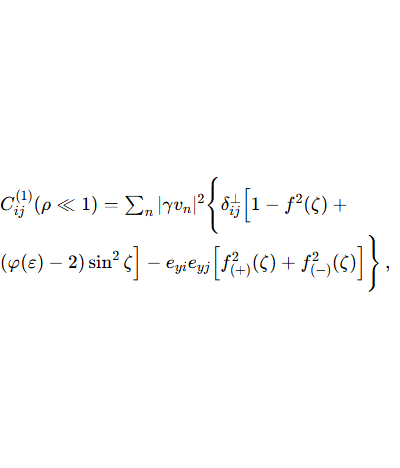 $C_{ij}^{(1)}(\rho \ll 1) = \sum_n |\gamma v_n|^2 \Big\{ \delta_{ij}^{\perp} \Big[ 1 - f^2(\zeta) +$
$(\varphi(\varepsilon) - 2) \sin^2 \zeta \Big] - e_{yi} e_{yj} \Big[ f_{(+)}^2(\zeta) + f_{(-)}^2(\zeta) \Big] \Big\} ,$